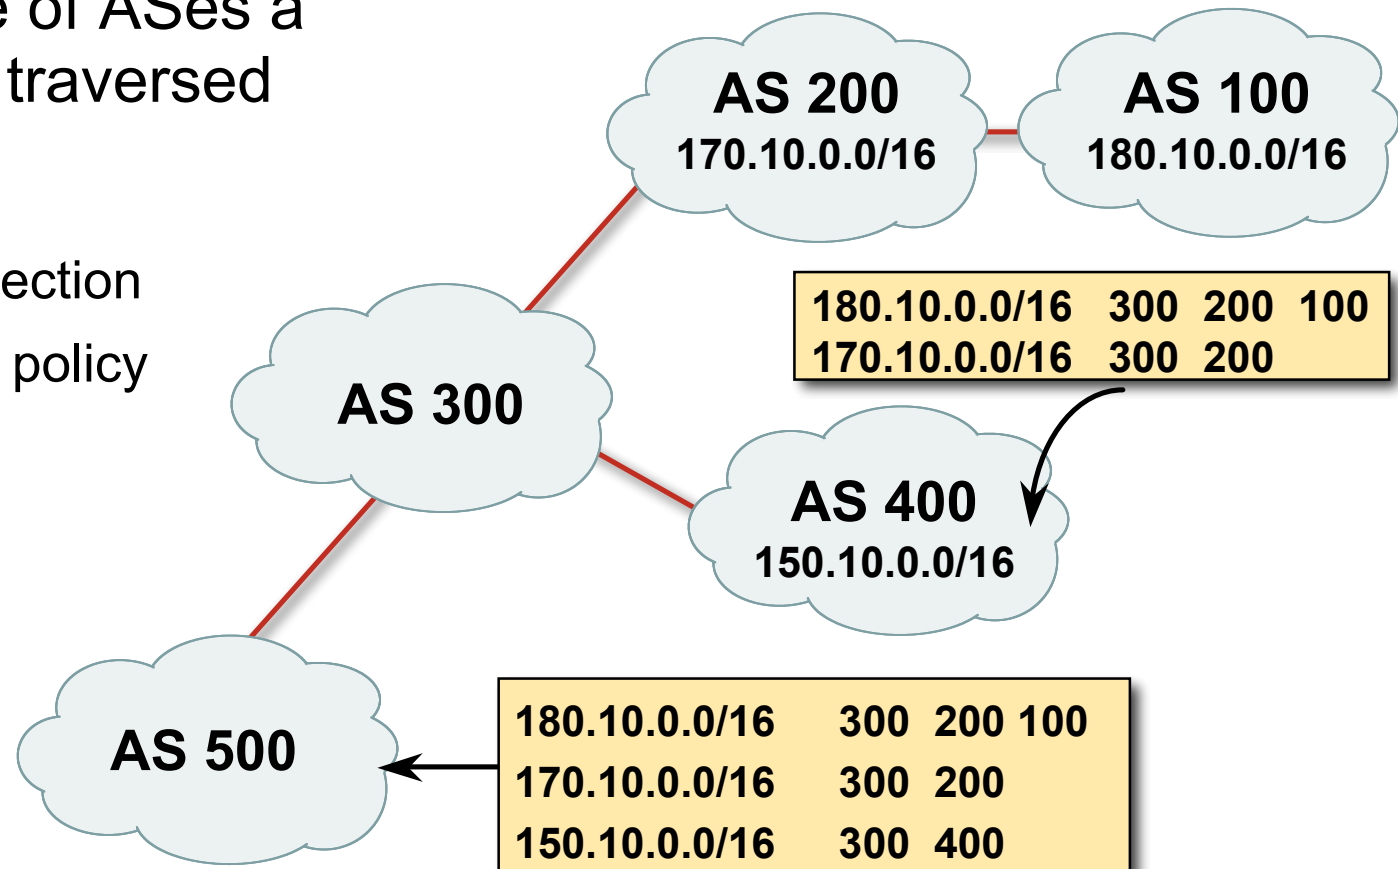 e of ASes a
traversed
ection
policy
AS 200
170.10.0.0/16
AS 100
180.10.0.0/16
180.10.0.0/16 300 200 100
170.10.0.0/16 300 200
AS 300
AS 400
150.10.0.0/16
AS 500
180.10.0.0/16 300 200 100
170.10.0.0/16 300 200
150.10.0.0/16 300 400